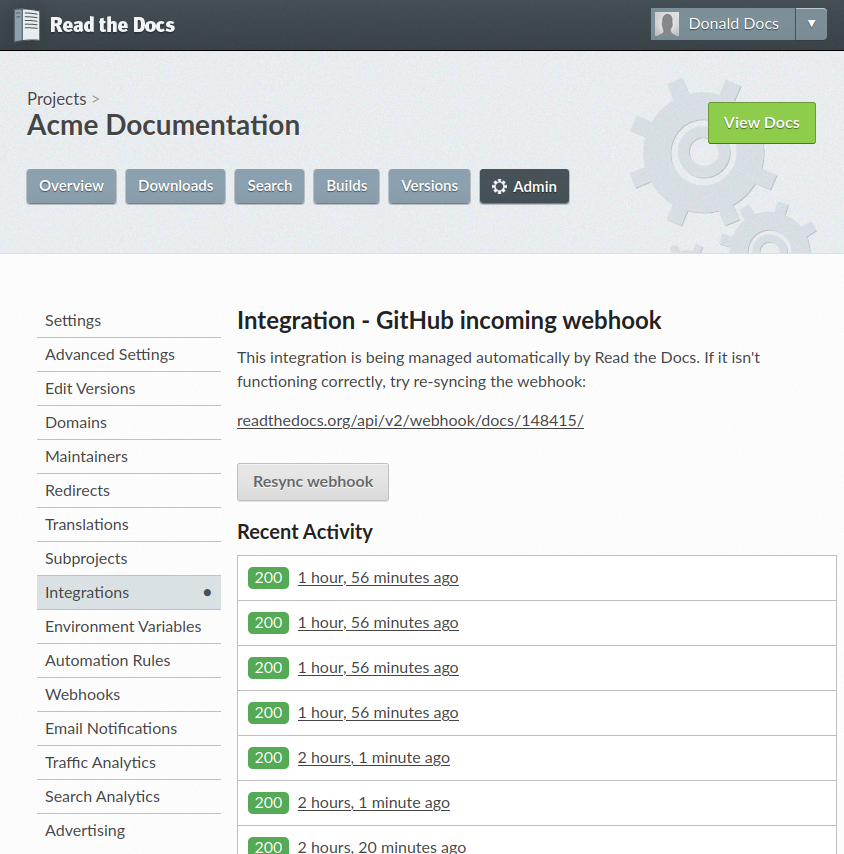 Read the Docs
Donald Docs
Projects >
Acme Documentation
View Docs
Overview
Downloads
Search
Builds
Versions
Admin
Settings
Advanced Settings
Edit Versions
Domains
Maintainers
Redirects
Translations
Subprojects
Integrations
Environment Variables
Automation Rules
Webhooks
Email Notifications
Traffic Analytics
Search Analytics
Advertising
Integration - GitHub incoming webhook
This integration is being managed automatically by Read the Docs. If it isn't
functioning correctly, try re-syncing the webhook:
readthedocs.org/api/v2/webhook/docs/148415/
Resync webhook
Recent Activity
200 1 hour, 56 minutes ago
200 1 hour, 56 minutes ago
200 1 hour, 56 minutes ago
200 1 hour, 56 minutes ago
200 2 hours, 1 minute ago
200 2 hours, 1 minute ago
200 2 hours, 20 minutes ago